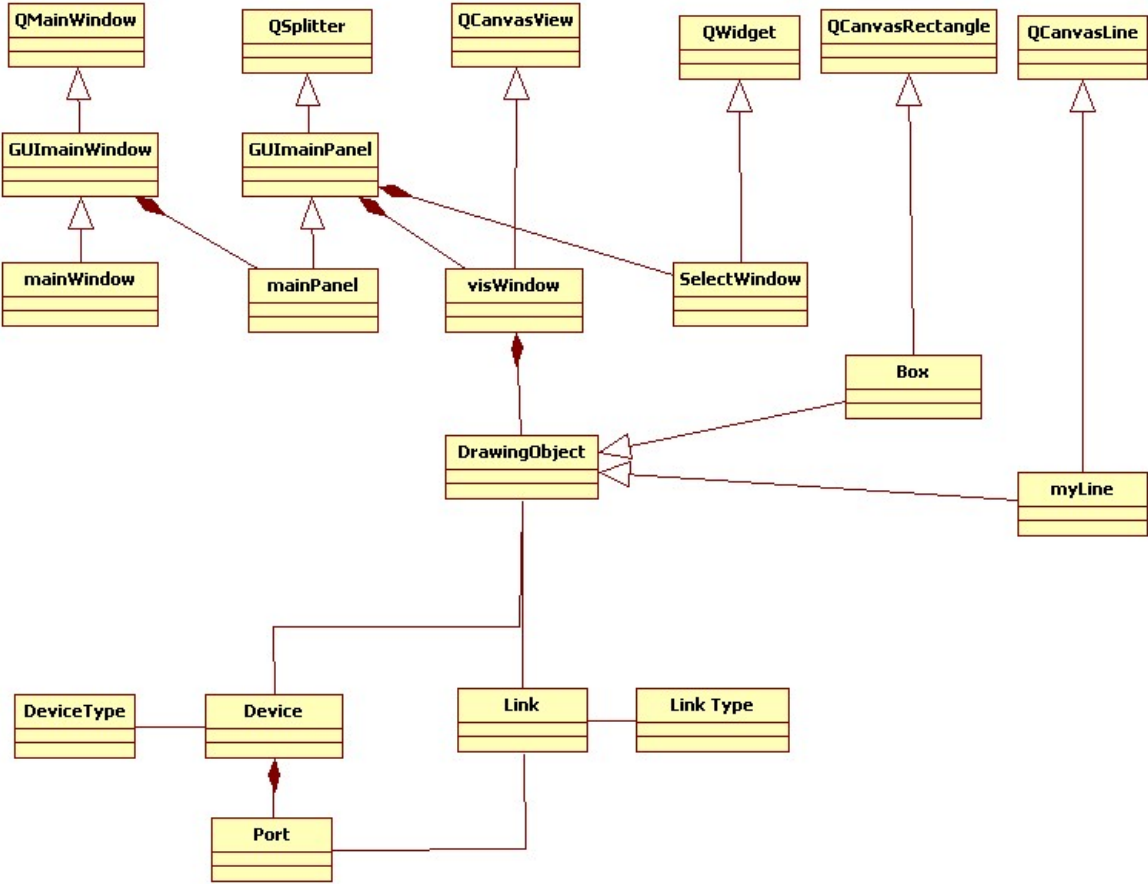 QMainWindow
QSplitter
QCanvasView
QWidget
QCanvasRectangle
QCanvasLine
GUImainWindow
GUImainPanel
mainWindow
mainPanel
visWindow
SelectWindow
Box
DrawingObject
myLine
DeviceType
Device
Link
Link Type
Port